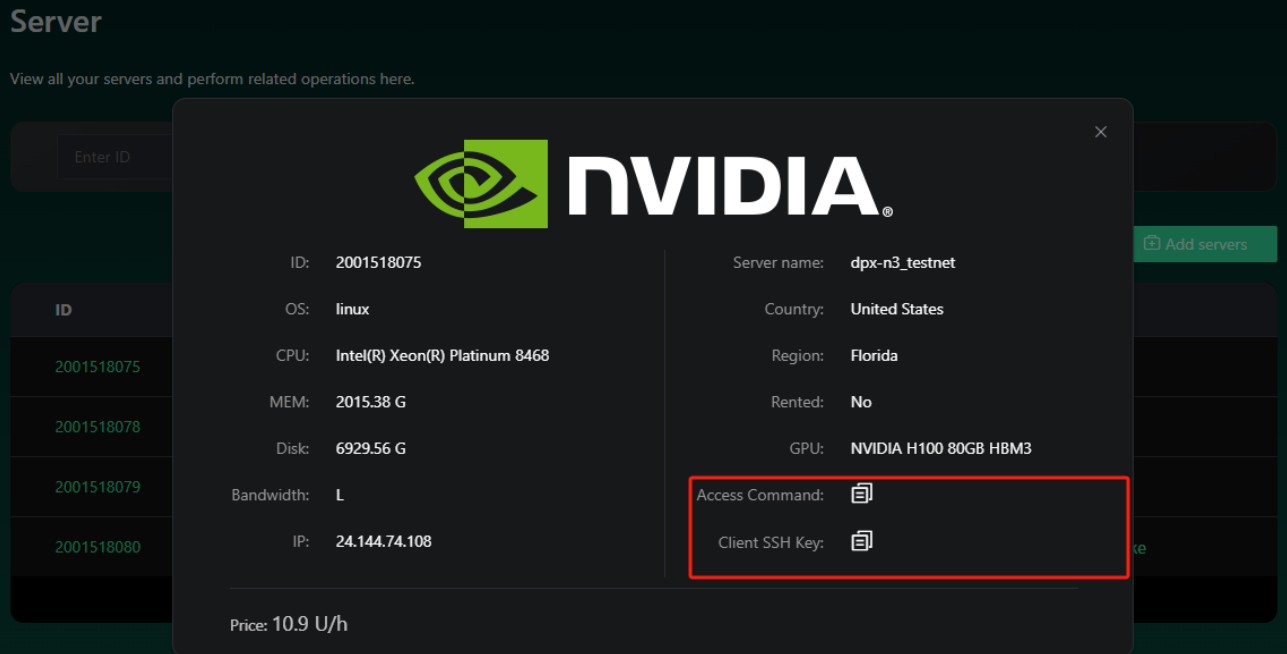 Server
View all your servers and perform related operations here.
Enter ID
NVIDIA®
Add servers
ID: 2001518075
OS: linux
CPU: Intel(R) Xeon(R) Platinum 8468
MEM: 2015.38 G
Disk: 6929.56 G
Bandwidth: L
IP: 24.144.74.108
Server name: dpx-n3_testnet
Country: United States
Region: Florida
Rented: No
GPU: NVIDIA H100 80GB HBM3
Access Command:
Client SSH Key:
Price: 10.9 U/h
ID
2001518075
2001518078
2001518079
2001518080
ke